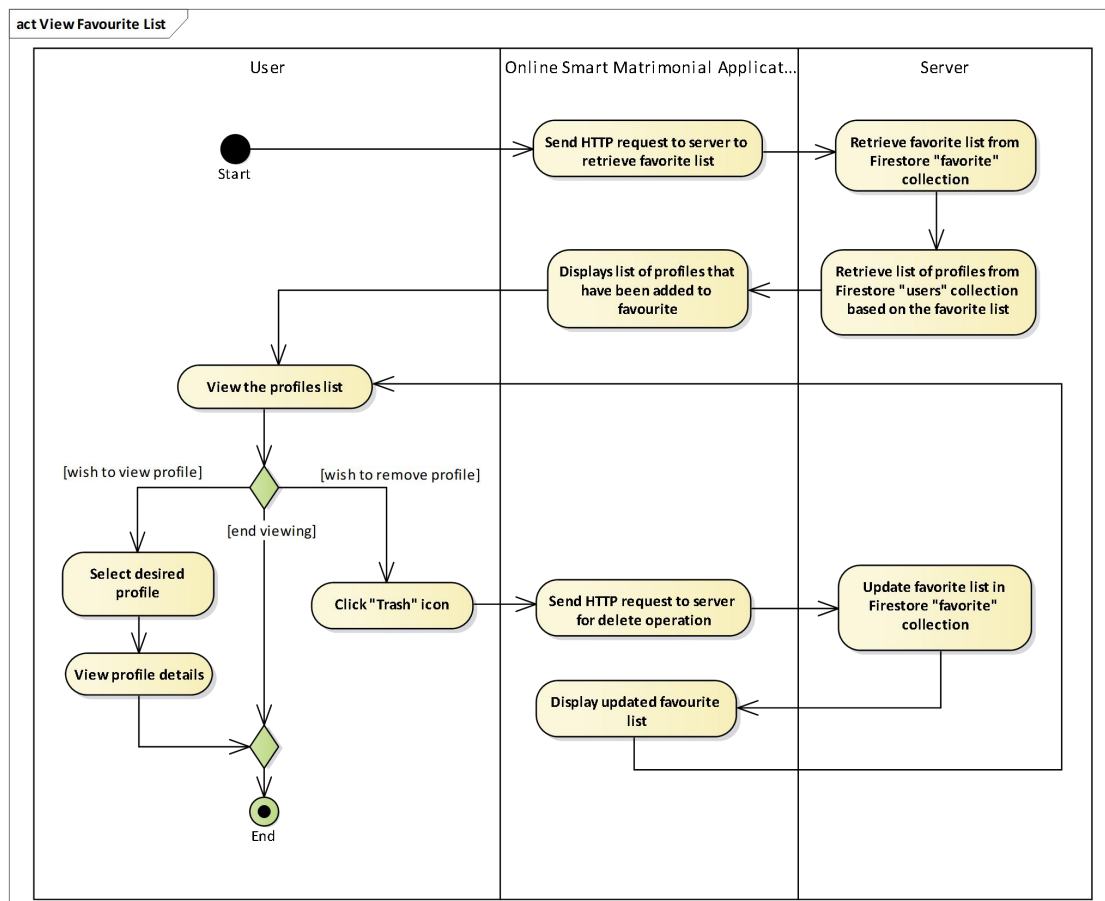 act View Favourite List
User
Online Smart Matrimonial Applicat...
Server
Start
Send HTTP request to server to
retrieve favorite list
Retrieve favorite list from
Firestore "favorite"
collection
Displays list of profiles that
have been added to
favourite
Retrieve list of profiles from
Firestore "users" collection
based on the favorite list
View the profiles list
[wish to view profile]
[wish to remove profile]
[end viewing]
Select desired
profile
Click "Trash" icon
Send HTTP request to server
for delete operation
Update favorite list in
Firestore "favorite"
collection
View profile details
Display updated favourite
list
End